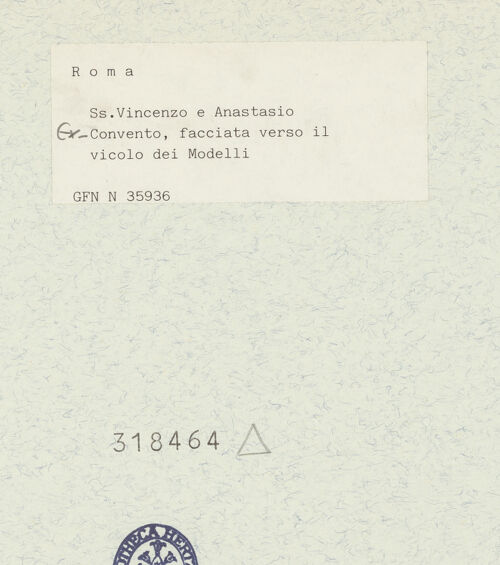 Roma
Ss.Vincenzo e Anastasio
Ex-Convento, facciata verso il
vicolo dei Modelli
GFN N 35936
318464